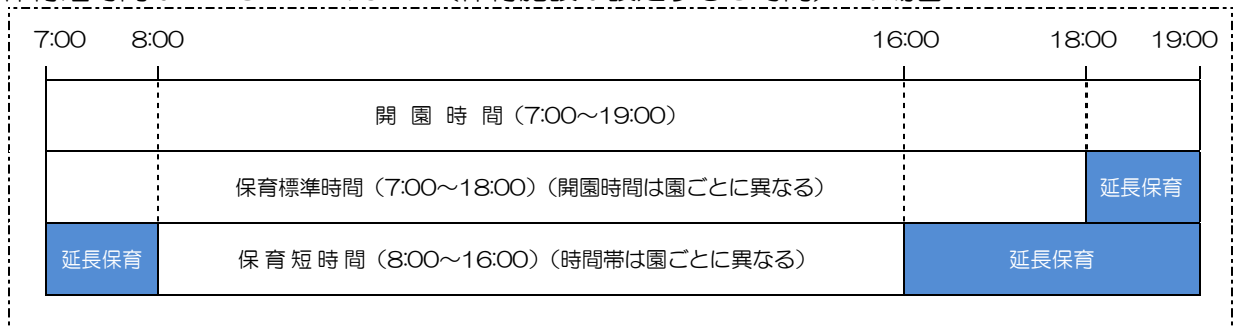 7:00 8:00 16:00 18:00 19:00
開 園 時 間（7:00～19:00）
保育標準時間（7:00～18:00）（開園時間は園ごとに異なる） 延長保育
延長保育 保 育 短 時 間（8:00～16:00）（時間帯は園ごとに異なる） 延長保育